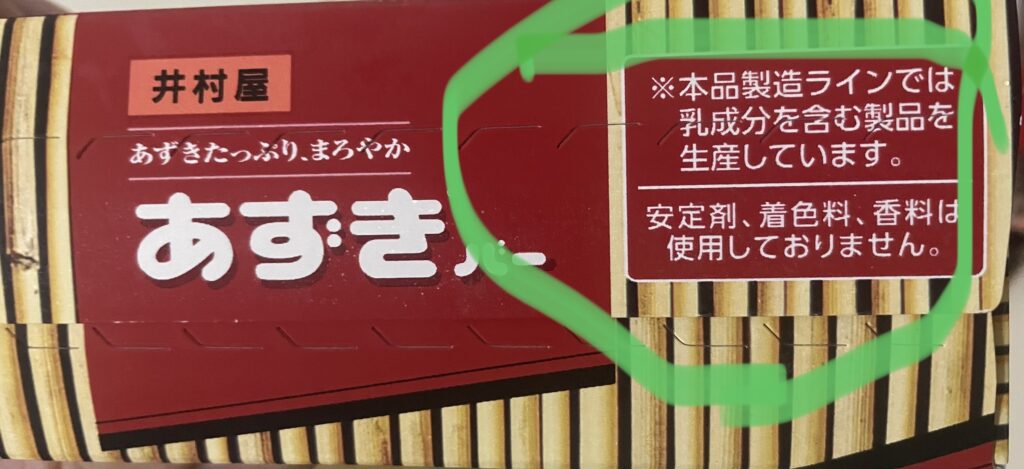 井村屋
あずきたっぷり、まろやか
あずきバー
※本品製造ラインでは
乳成分を含む製品を
生産しています。
安定剤、着色料、香料は
使用しておりません。